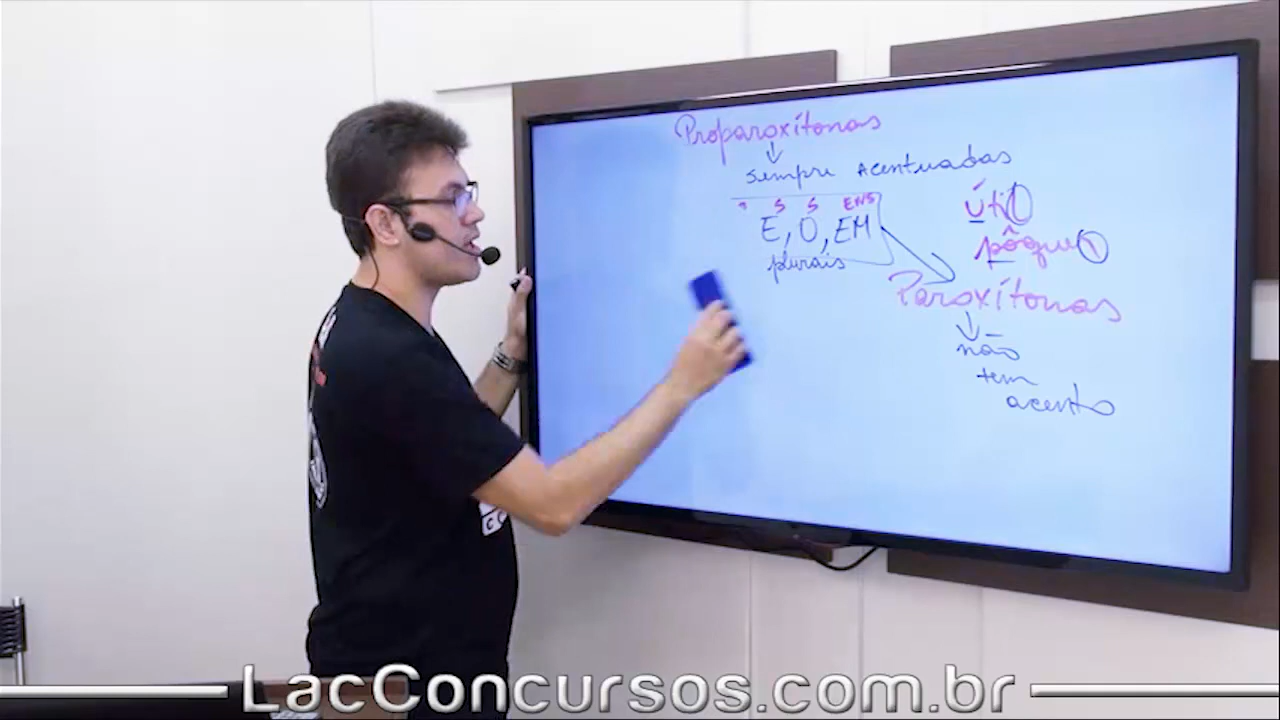 Proparoxítonas
sempre acentuadas
S S ENS
E, O, EM
plurais
útil
pôquer
Paroxítonas
não
tem
acento
LacConcursos.com.br